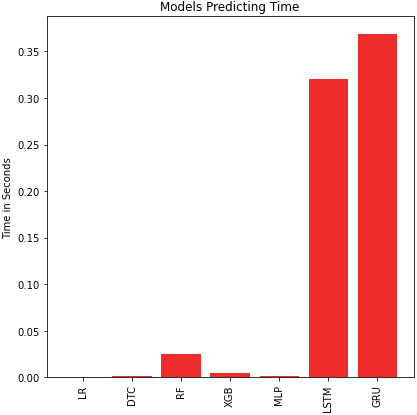 Models Predicting Time
Time in Seconds
0.35
0.30
0.25
0.20
0.15
0.10
0.05
0.00
LR
DTC
RF
XGB
MLP
LSTM
GRU